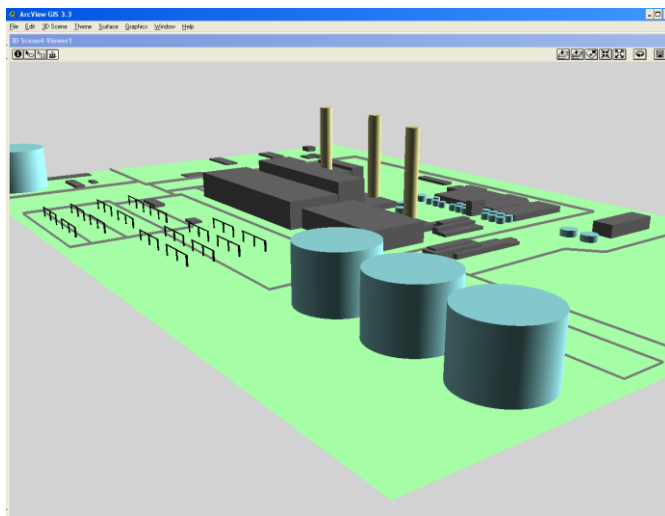 ArcView GIS 3.3
File Edit 3D Scene Theme Surface Graphics Window Help
3D Scene4-Viewer1